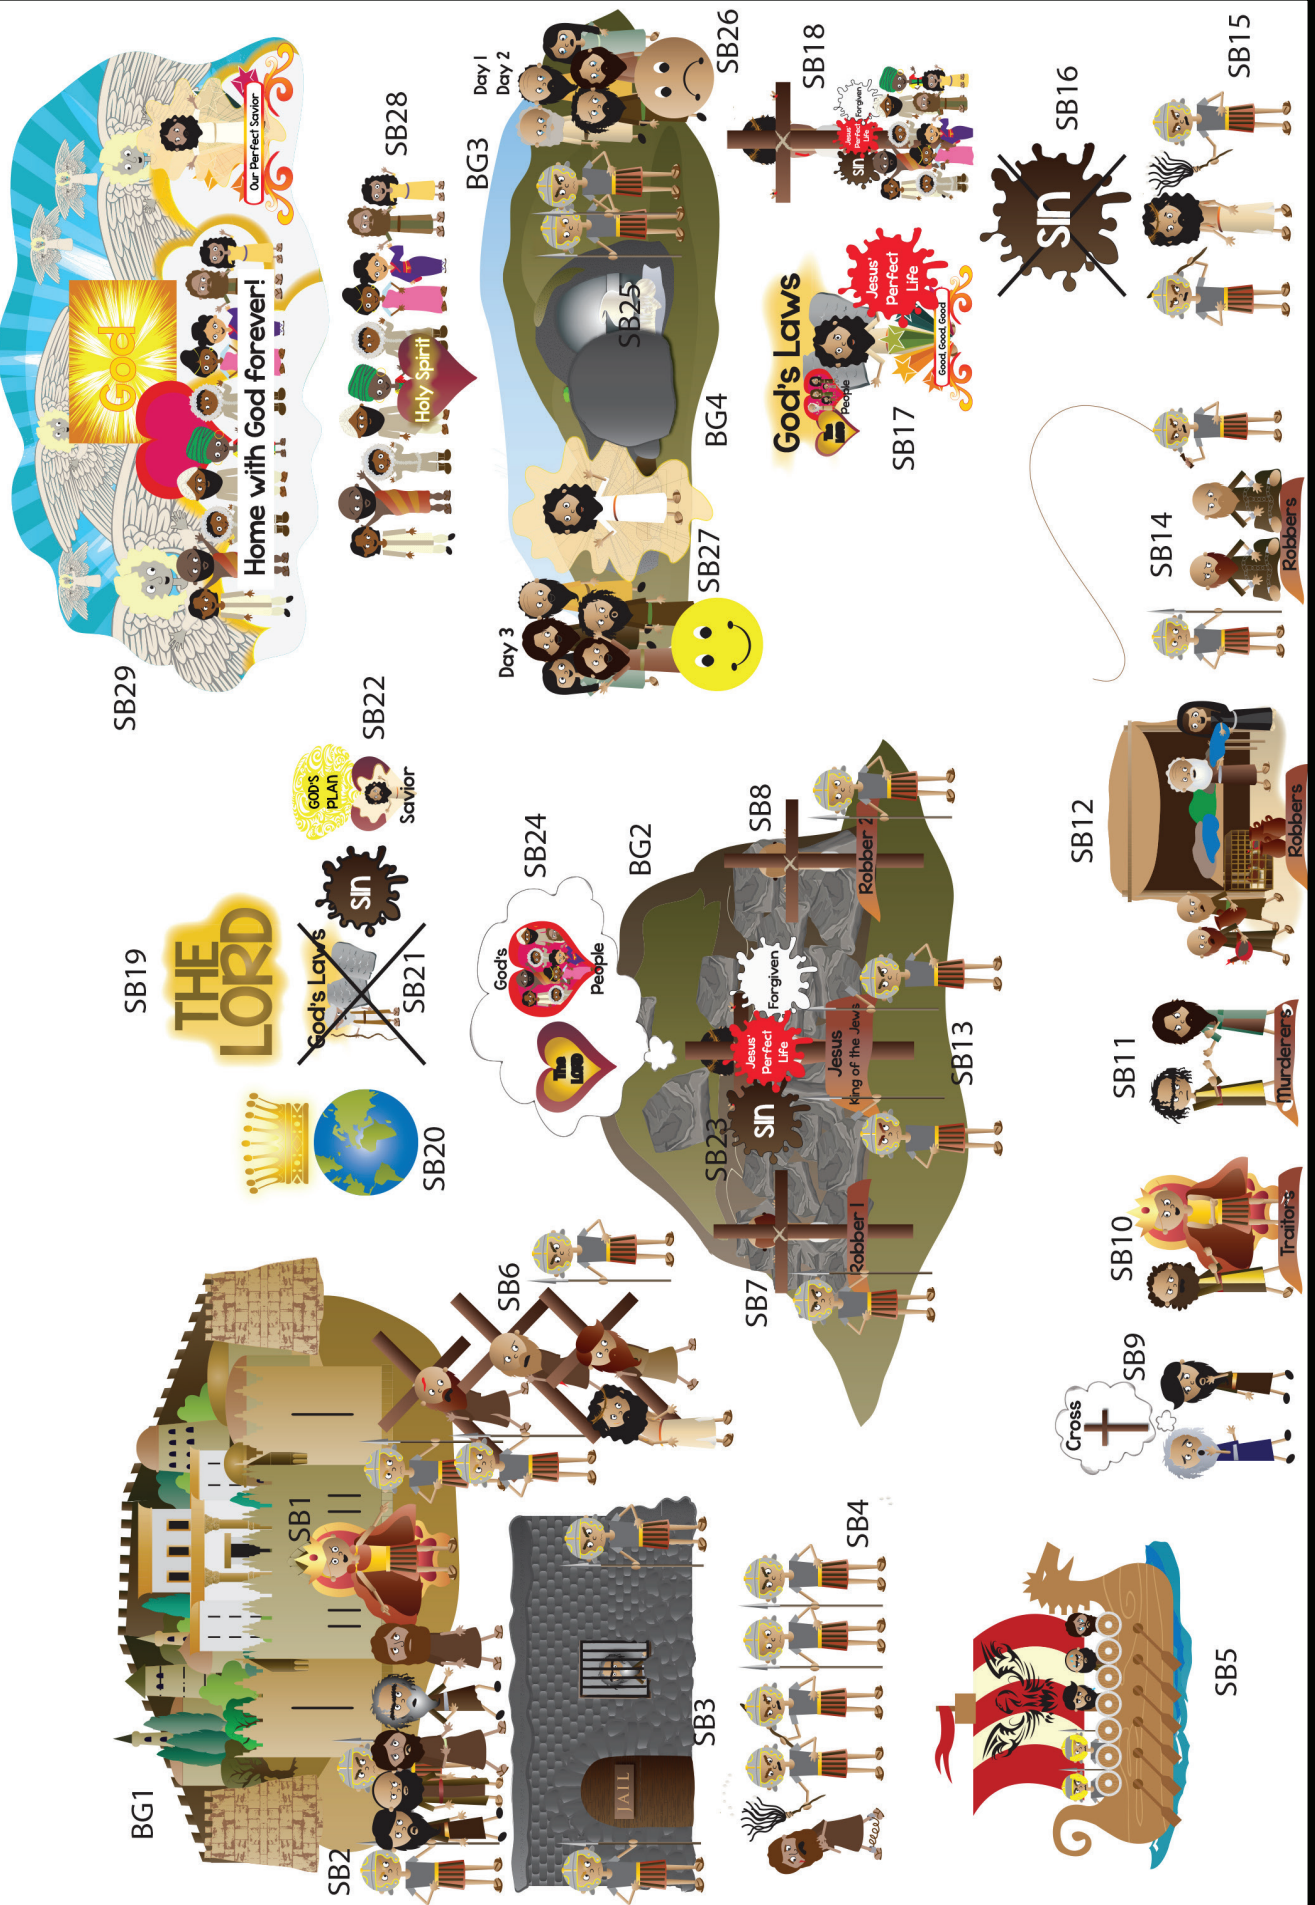 BG1
SB2
SB1
SB3
JAIL
SB4
SB5
SB6
SB19
THE
LORD
SB20
God's Laws
SB21
SIN
GOD'S
PLAN
Savior
SB22
SB29
God
Home with God forever!
Our Perfect Savior
SB28
Holy Spirit
SB24
The
LORD
God's
People
BG2
SB7
Robber 1
SB23
SIN
Jesus'
Perfect
Life
Forgiven
Jesus
King of the Jews
SB8
Robber 2
SB13
BG3
Day 3
SB27
SB25
Day 1
Day 2
SB26
BG4
God's Laws
People
Jesus'
Perfect
Life
Good, Good, Good
SB17
SB18
SIN
Jesus'
Perfect
Life
Forgiven
SB9
Cross
SB10
Traitors
SB11
Murderers
SB12
Robbers
SB14
Robbers
SB16
SIN
SB15